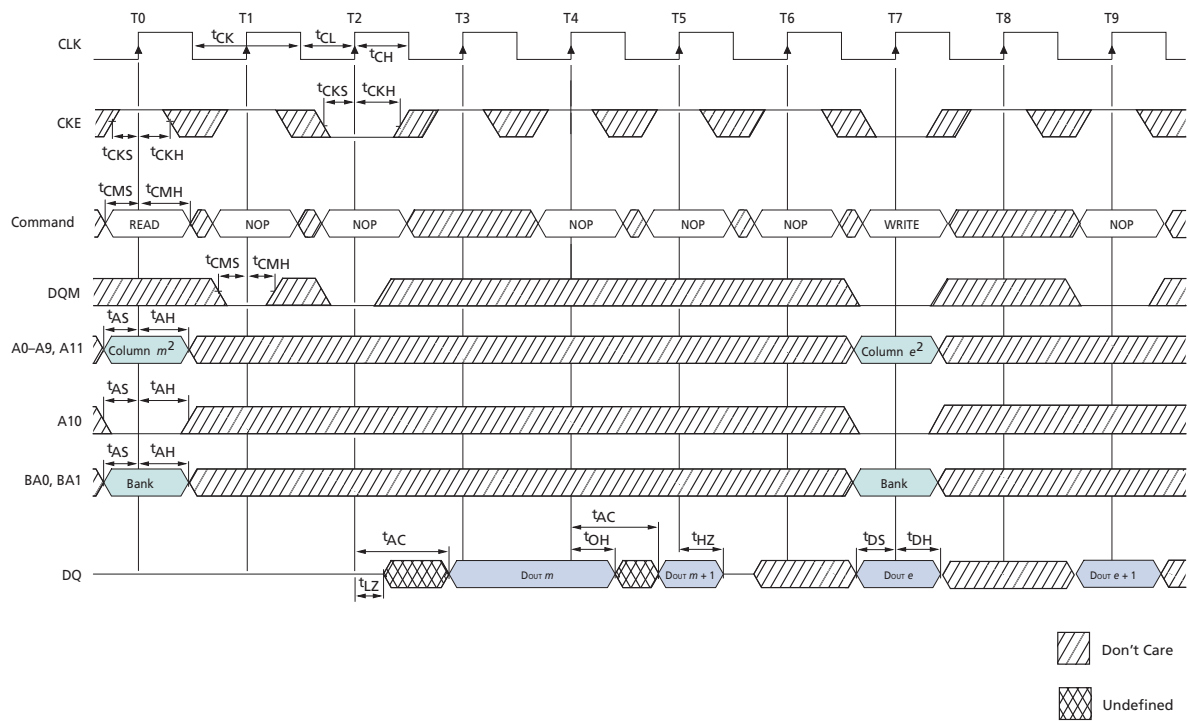 T0 T1 T2 T3 T4 T5 T6 T7 T8 T9
CLK
tCK tCL
tCH
tCKS tCKH
CKE
tCKS tCKH
tCMS tCMH
Command READ NOP NOP NOP NOP NOP WRITE NOP
tCMS tCMH
DQM
tAS tAH
A0–A9, A11 Column m2 Column e2
tAS tAH
A10
tAS tAH
BA0, BA1 Bank Bank
tAC
tAC tOH tHZ tDS tDH
DQ DOUT m DOUT m + 1 DOUT e DOUT e + 1
tLZ
Don't Care
Undefined